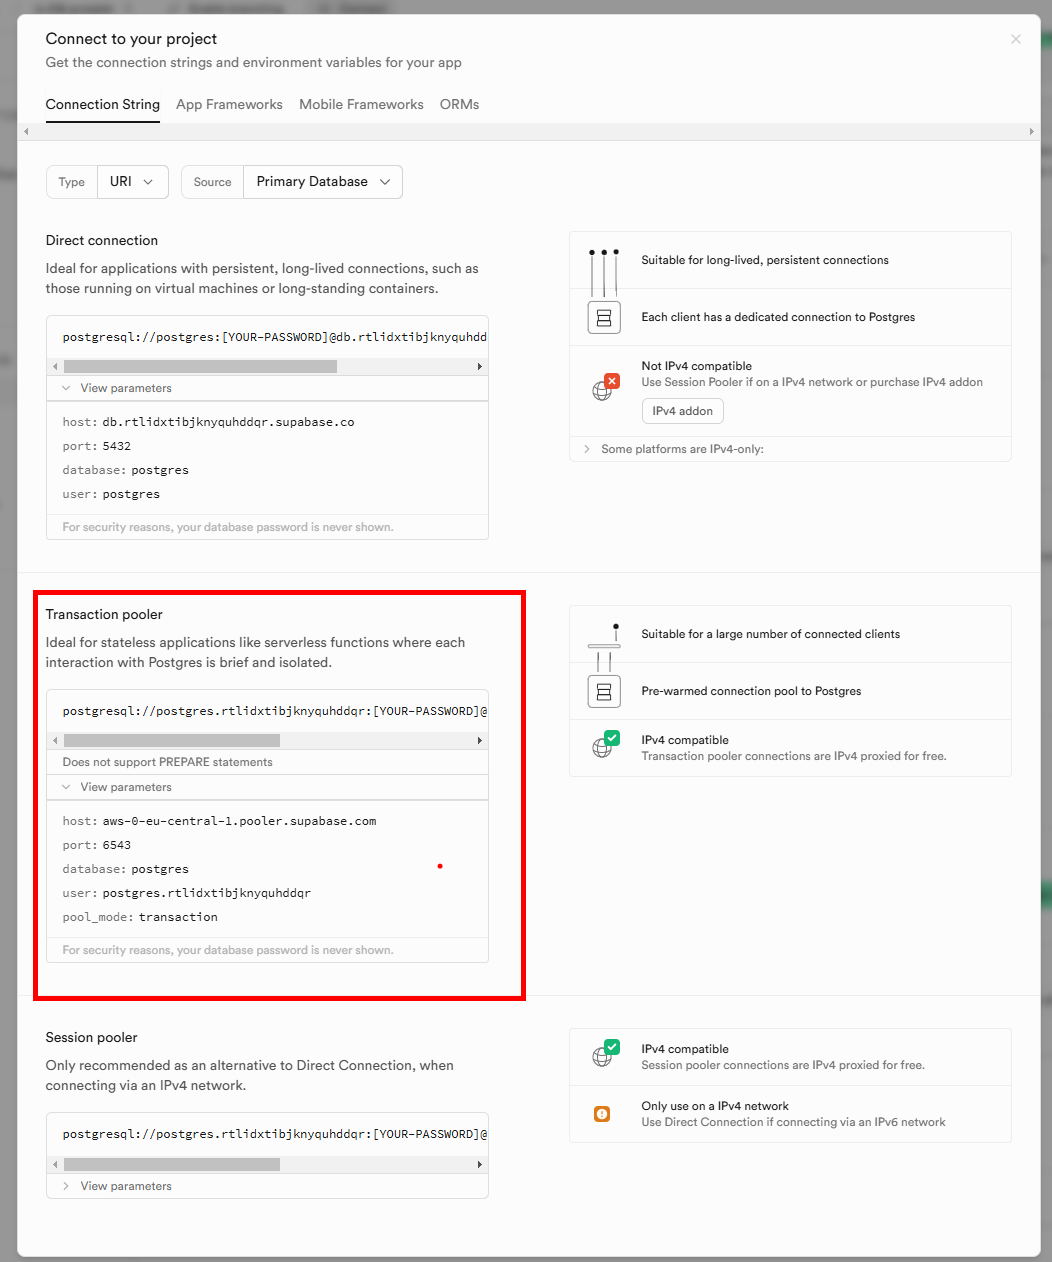 Connect to your project
Get the connection strings and environment variables for your app
Connection String App Frameworks Mobile Frameworks ORMs
Type URI Source Primary Database
Direct connection
Ideal for applications with persistent, long-lived connections, such as
those running on virtual machines or long-standing containers.
postgresql://postgres:[YOUR-PASSWORD]@db.rtlidxtibjknyquhdd
View parameters
host: db.rtlidxtibjknyquhddqr.supabase.co
port: 5432
database: postgres
user: postgres
For security reasons, your database password is never shown.
Suitable for long-lived, persistent connections
Each client has a dedicated connection to Postgres
Not IPv4 compatible
Use Session Pooler if on a IPv4 network or purchase IPv4 addon
IPv4 addon
Some platforms are IPv4-only:
Transaction pooler
Ideal for stateless applications like serverless functions where each
interaction with Postgres is brief and isolated.
postgresql://postgres.rtlidxtibjknyquhddqr:[YOUR-PASSWORD]@
Does not support PREPARE statements
View parameters
host: aws-0-eu-central-1.pooler.supabase.com
port: 6543
database: postgres
user: postgres.rtlidxtibjknyquhddqr
pool_mode: transaction
For security reasons, your database password is never shown.
Suitable for a large number of connected clients
Pre-warmed connection pool to Postgres
IPv4 compatible
Transaction pooler connections are IPv4 proxied for free.
Session pooler
Only recommended as an alternative to Direct Connection, when
connecting via an IPv4 network.
postgresql://postgres.rtlidxtibjknyquhddqr:[YOUR-PASSWORD]@
View parameters
IPv4 compatible
Session pooler connections are IPv4 proxied for free.
Only use on a IPv4 network
Use Direct Connection if connecting via an IPv6 network